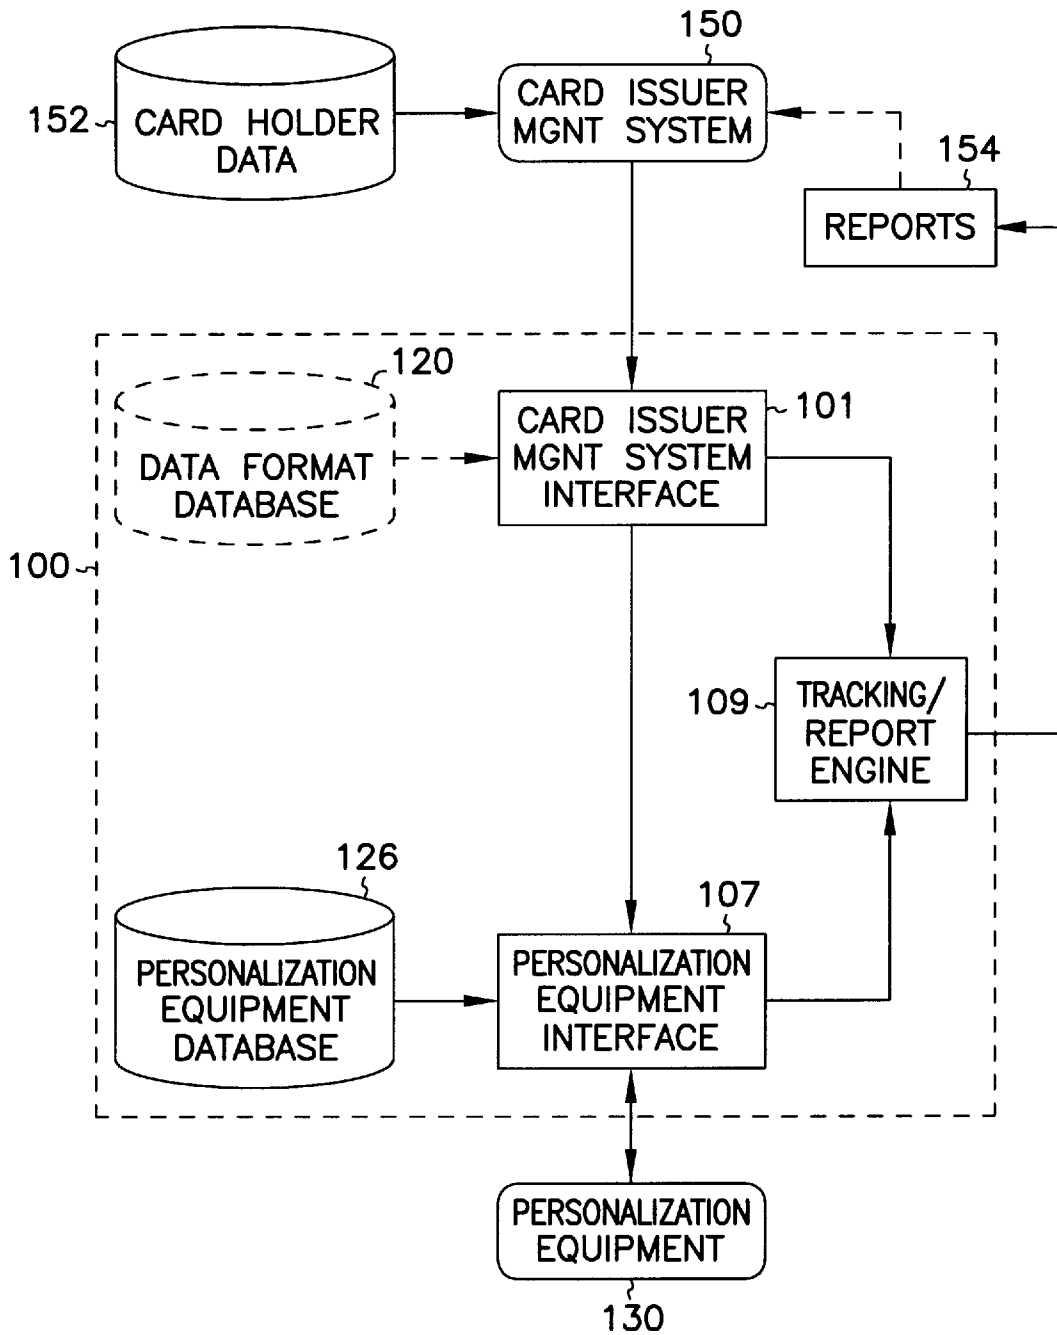 150
CARD ISSUER
MGNT SYSTEM
152
CARD HOLDER
DATA
154
REPORTS
120
DATA FORMAT
DATABASE
101
CARD ISSUER
MGNT SYSTEM
INTERFACE
100
109
TRACKING/
REPORT
ENGINE
126
PERSONALIZATION
EQUIPMENT
DATABASE
107
PERSONALIZATION
EQUIPMENT
INTERFACE
PERSONALIZATION
EQUIPMENT
130